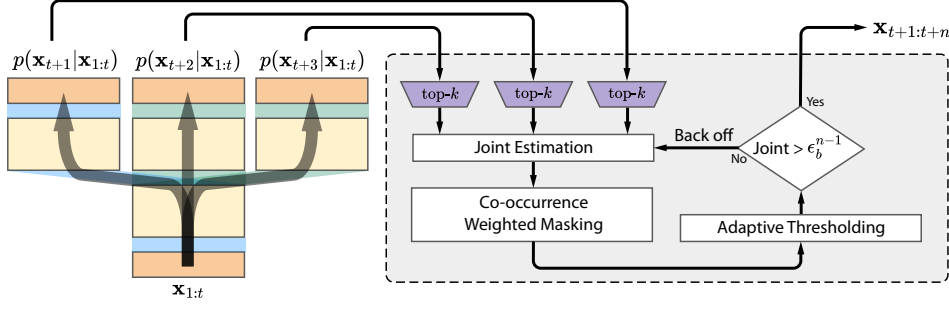 p(x_{t+1}|x_{1:t})
p(x_{t+2}|x_{1:t})
p(x_{t+3}|x_{1:t})
x_{1:t}
top-k
top-k
top-k
Joint Estimation
Co-occurrence
Weighted Masking
Adaptive Thresholding
Joint > ϵ_b^{n-1}
Back off
No
Yes
x_{t+1:t+n}